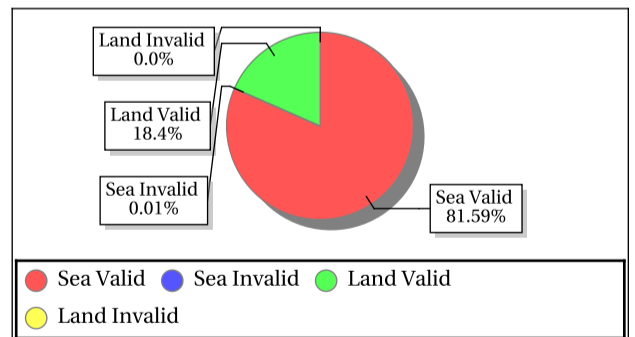 Land Invalid
0.0%
Land Valid
18.4%
Sea Invalid
0.01%
Sea Valid
81.59%
Sea Valid Sea Invalid Land Valid
Land Invalid